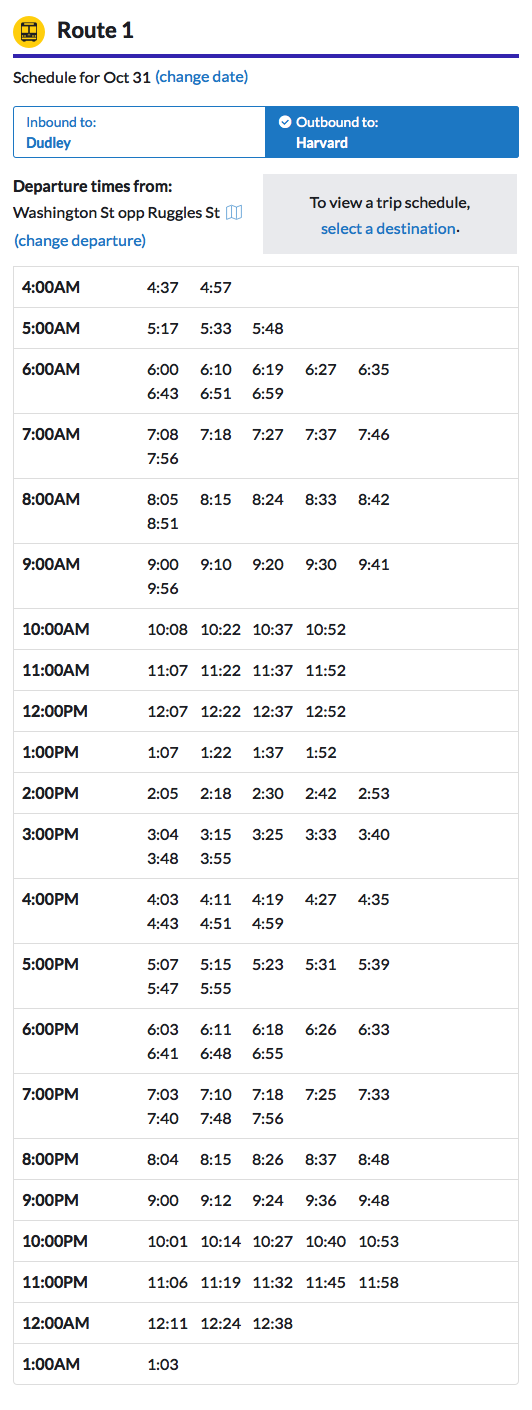 Route 1
Schedule for Oct 31 (change date)
Inbound to:
Dudley
Outbound to:
Harvard
Departure times from:
Washington St opp Ruggles St
(change departure)
To view a trip schedule,
select a destination.
4:00AM 4:37 4:57
5:00AM 5:17 5:33 5:48
6:00AM 6:00 6:10 6:19 6:27 6:35
6:43 6:51 6:59
7:00AM 7:08 7:18 7:27 7:37 7:46
7:56
8:00AM 8:05 8:15 8:24 8:33 8:42
8:51
9:00AM 9:00 9:10 9:20 9:30 9:41
9:56
10:00AM 10:08 10:22 10:37 10:52
11:00AM 11:07 11:22 11:37 11:52
12:00PM 12:07 12:22 12:37 12:52
1:00PM 1:07 1:22 1:37 1:52
2:00PM 2:05 2:18 2:30 2:42 2:53
3:00PM 3:04 3:15 3:25 3:33 3:40
3:48 3:55
4:00PM 4:03 4:11 4:19 4:27 4:35
4:43 4:51 4:59
5:00PM 5:07 5:15 5:23 5:31 5:39
5:47 5:55
6:00PM 6:03 6:11 6:18 6:26 6:33
6:41 6:48 6:55
7:00PM 7:03 7:10 7:18 7:25 7:33
7:40 7:48 7:56
8:00PM 8:04 8:15 8:26 8:37 8:48
9:00PM 9:00 9:12 9:24 9:36 9:48
10:00PM 10:01 10:14 10:27 10:40 10:53
11:00PM 11:06 11:19 11:32 11:45 11:58
12:00AM 12:11 12:24 12:38
1:00AM 1:03